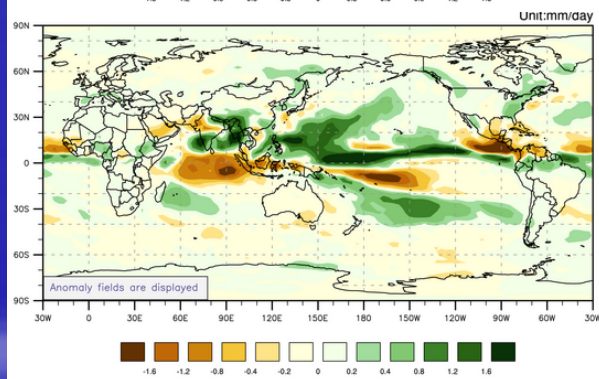 Unit:mm/day
90N
60N
30N
0
30S
60S
90S
Anomaly fields are displayed
30W 0 30E 60E 90E 120E 150E 180 150W 120W 90W 60W 30W
-1.6 -1.2 -0.8 -0.4 -0.2 0 0.2 0.4 0.8 1.2 1.6